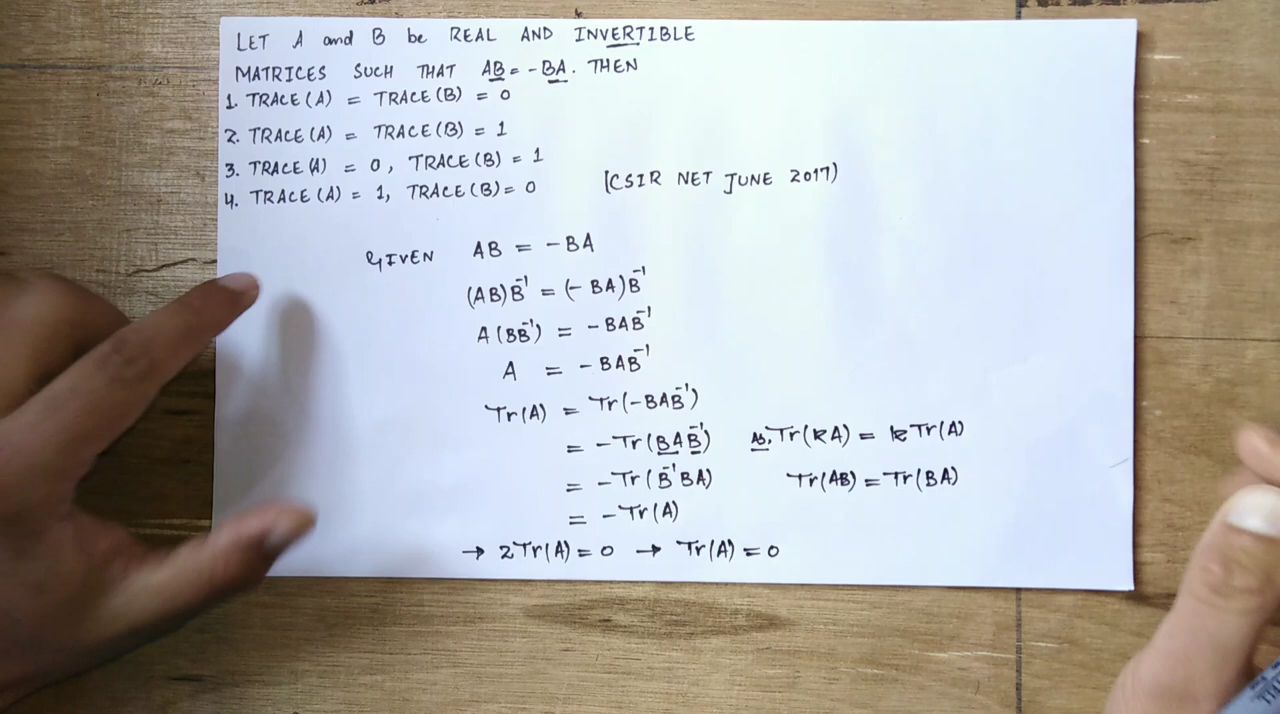 LET A and B be REAL AND INVERTIBLE
MATRICES SUCH THAT AB = -BA. THEN
1. TRACE(A) = TRACE(B) = 0
2. TRACE(A) = TRACE(B) = 1
3. TRACE(A) = 0, TRACE(B) = 1
4. TRACE(A) = 1, TRACE(B) = 0 [CSIR NET JUNE 2017)
GIVEN AB = -BA
(AB)B⁻¹ = (-BA)B⁻¹
A(BB⁻¹) = -BAB⁻¹
A = -BAB⁻¹
Tr(A) = Tr(-BAB⁻¹)
= -Tr(BAB⁻¹) As, Tr(kA) = kTr(A)
= -Tr(B⁻¹BA) Tr(AB) = Tr(BA)
= -Tr(A)
→ 2Tr(A) = 0 → Tr(A) = 0